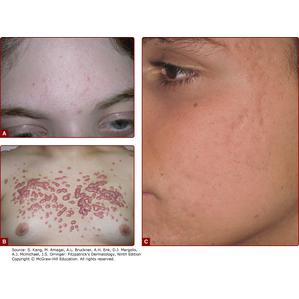 A
B
C
Source: S. Kang, M. Amagai, A.L. Bruckner, A.H. Enk, D.J. Margolis,
A.J. McMichael, J.S. Orringer: Fitzpatrick's Dermatology, Ninth Edition
Copyright © McGraw-Hill Education. All rights reserved.